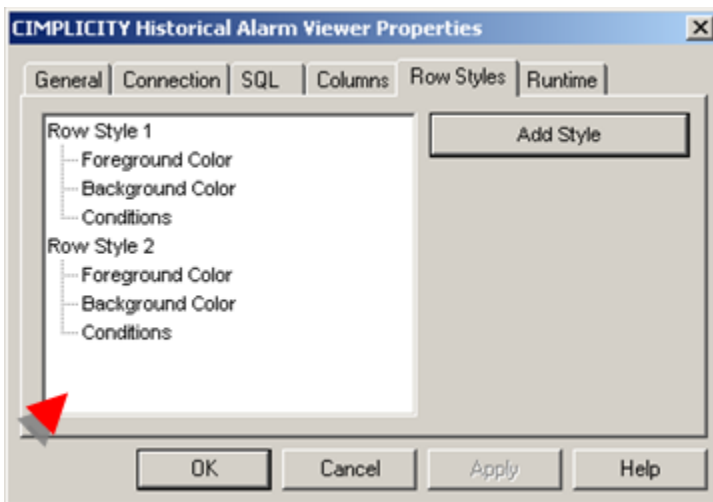 CIMPLICITY Historical Alarm Viewer Properties
General Connection SQL Columns Row Styles Runtime
Row Style 1
Foreground Color
Background Color
Conditions
Row Style 2
Foreground Color
Background Color
Conditions
Add Style
OK Cancel Apply Help